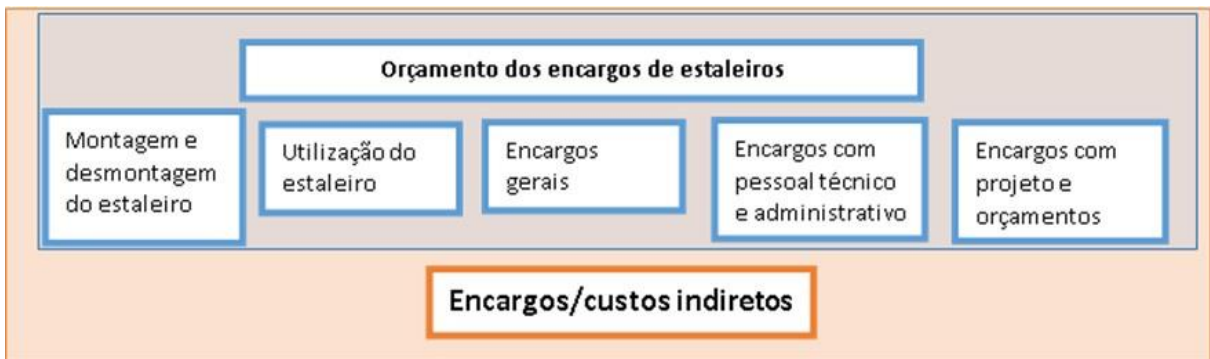 Orçamento dos encargos de estaleiros
Montagem e
desmontagem
do estaleiro
Utilização do
estaleiro
Encargos
gerais
Encargos com
pessoal técnico
e administrativo
Encargos com
projeto e
orçamentos
Encargos/custos indiretos